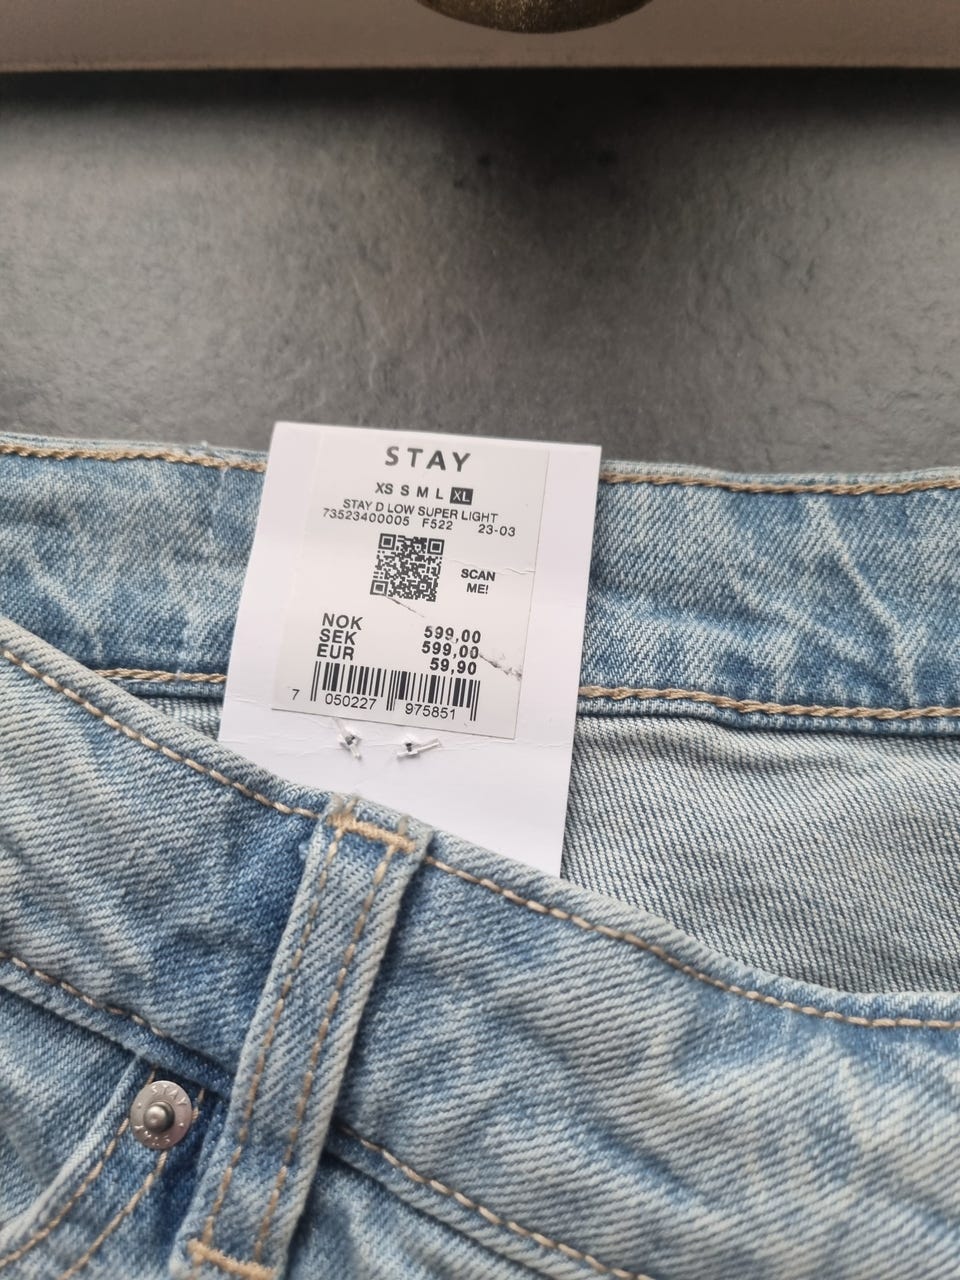 STAY
XS S M L XL
STAY D LOW SUPER LIGHT
73523400005 F522 23-03
SCAN
ME!
NOK 599,00
SEK 599,00
EUR 59,90
7 050227 975851
STAY